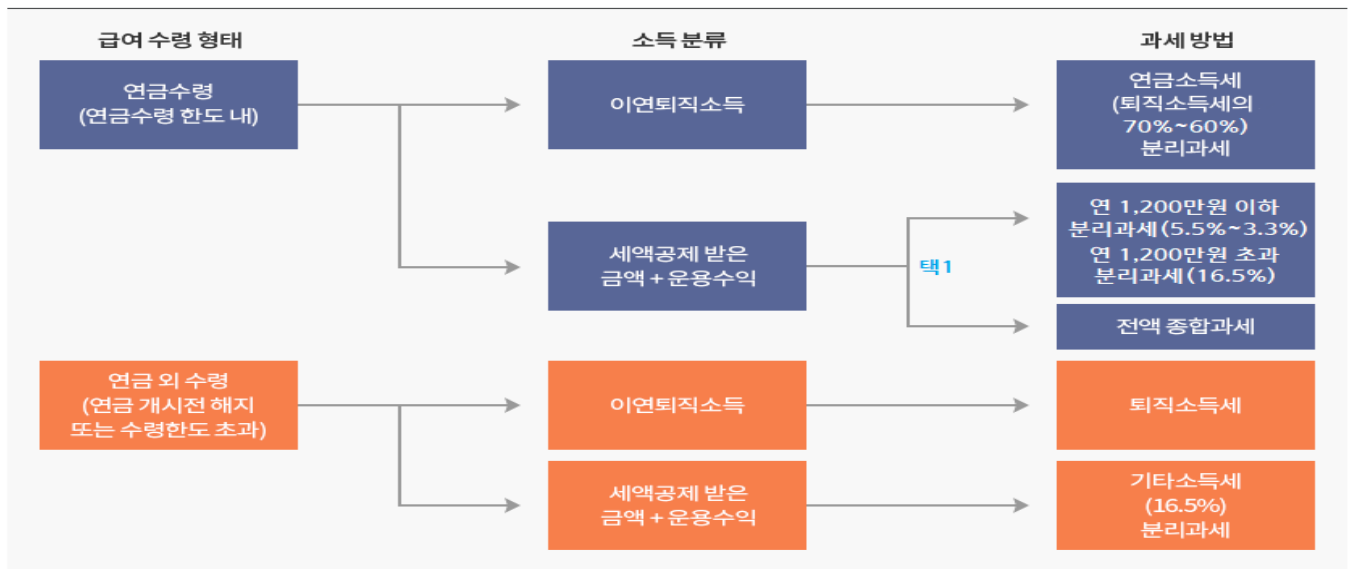 급여 수령 형태
소득 분류
과세 방법
연금수령
(연금수령 한도 내)
이연퇴직소득
연금소득세
(퇴직소득세의
70%~60%)
분리과세
세액공제 받은
금액 + 운용수익
택1
연 1,200만원 이하
분리과세(5.5%~3.3%)
연 1,200만원 초과
분리과세(16.5%)
전액 종합과세
연금 외 수령
(연금 개시전 해지
또는 수령한도 초과)
이연퇴직소득
퇴직소득세
세액공제 받은
금액 + 운용수익
기타소득세
(16.5%)
분리과세